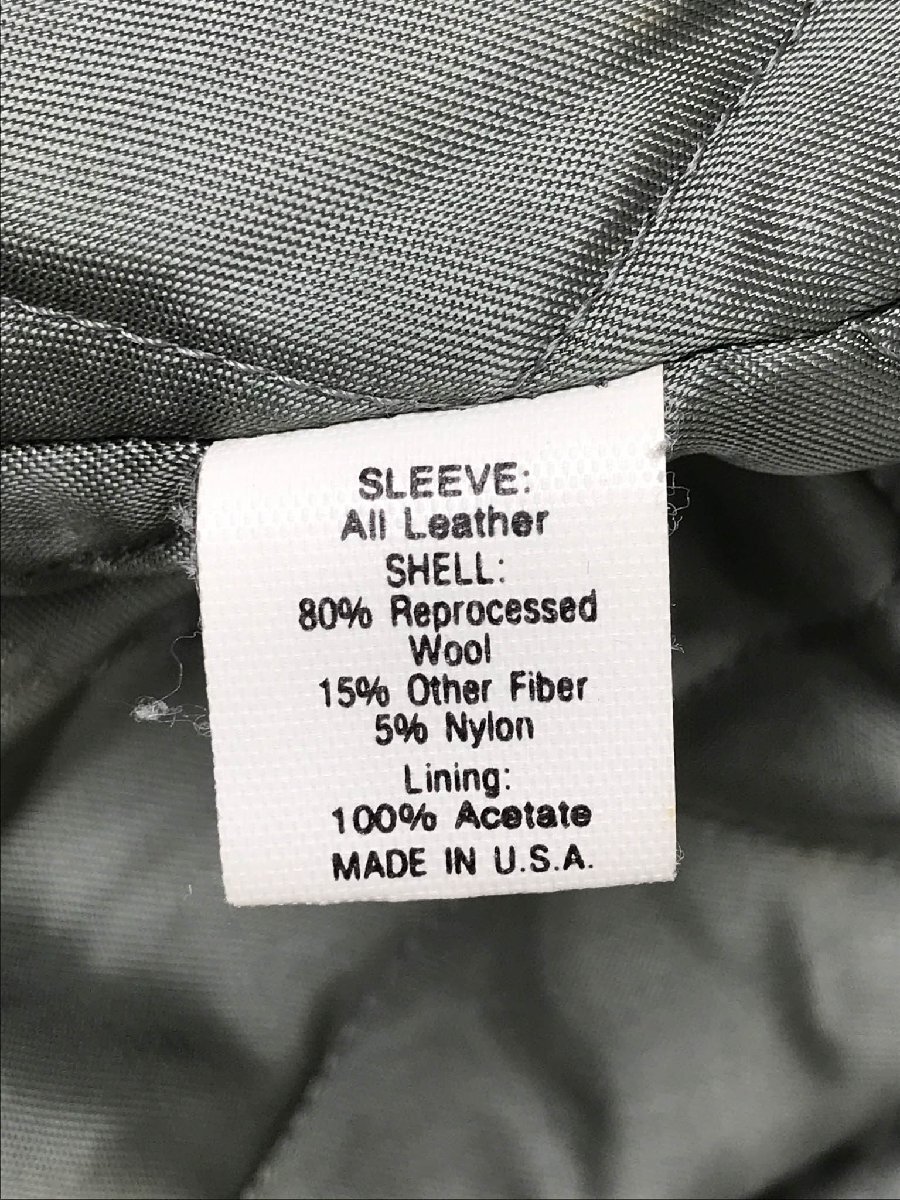 SLEEVE:
All Leather
SHELL:
80% Reprocessed
Wool
15% Other Fiber
5% Nylon
Lining:
100% Acetate
MADE IN U.S.A.